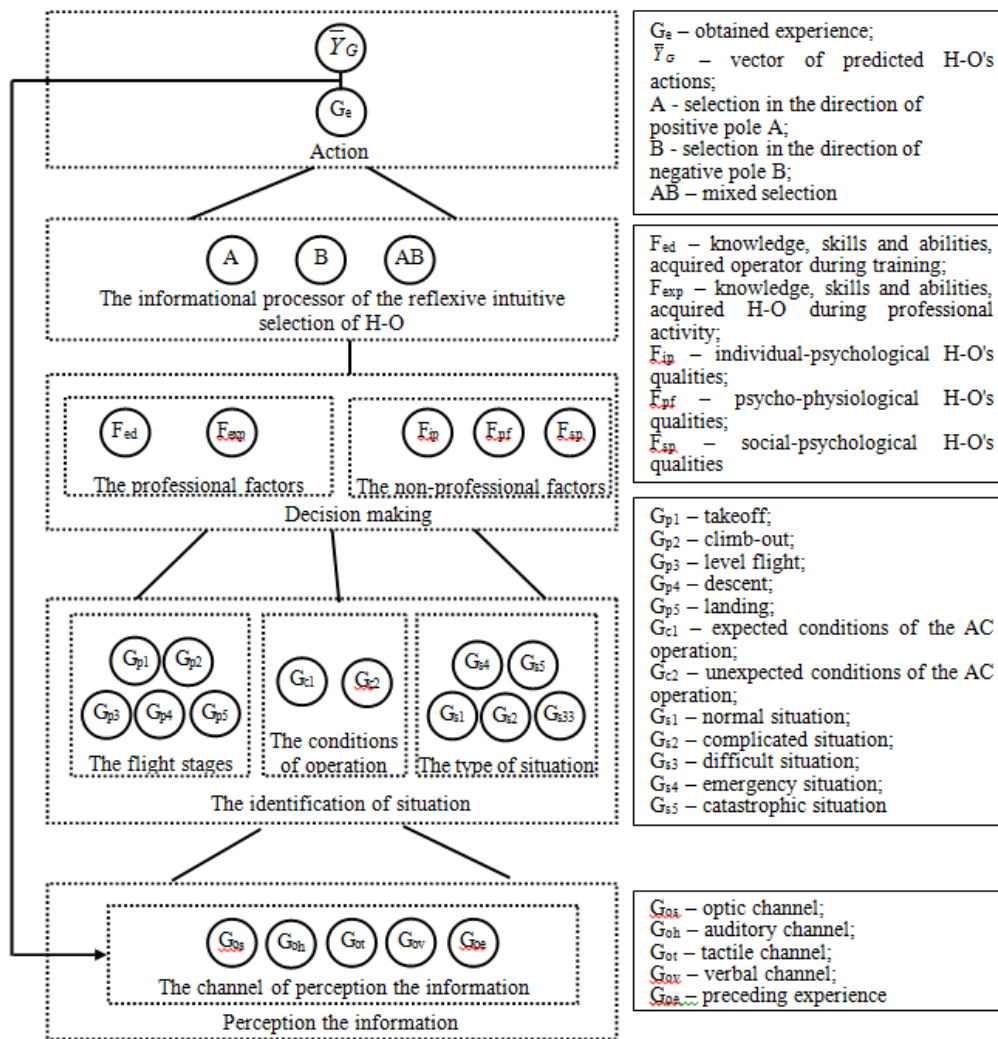 Ȳ̄G
Ge
Action
A B AB
The informational processor of the reflexive intuitive
selection of H-O
Fed Fexp
The professional factors
Fip Fpf Fsp
The non-professional factors
Decision making
Gp1 Gp2
Gp3 Gp4 Gp5
The flight stages
Gc1 Gc2
The conditions
of operation
Gs4 Gs5
Gs1 Gs2 Gs33
The type of situation
The identification of situation
Gos Goh Got Gov Goe
The channel of perception the information
Perception the information
Ge – obtained experience;
Ȳ̄G – vector of predicted H-O's
actions;
A - selection in the direction of
positive pole A;
B - selection in the direction of
negative pole B;
AB – mixed selection
Fed – knowledge, skills and abilities,
acquired operator during training;
Fexp – knowledge, skills and abilities,
acquired H-O during professional
activity;
Fip – individual-psychological H-O's
qualities;
Fpf – psycho-physiological H-O's
qualities;
Fsp – social-psychological H-O's
qualities
Gp1 – takeoff;
Gp2 – climb-out;
Gp3 – level flight;
Gp4 – descent;
Gp5 – landing;
Gc1 – expected conditions of the AC
operation;
Gc2 – unexpected conditions of the AC
operation;
Gs1 – normal situation;
Gs2 – complicated situation;
Gs3 – difficult situation;
Gs4 – emergency situation;
Gs5 – catastrophic situation
Gos – optic channel;
Goh – auditory channel;
Got – tactile channel;
Gov – verbal channel;
Goe – preceding experience